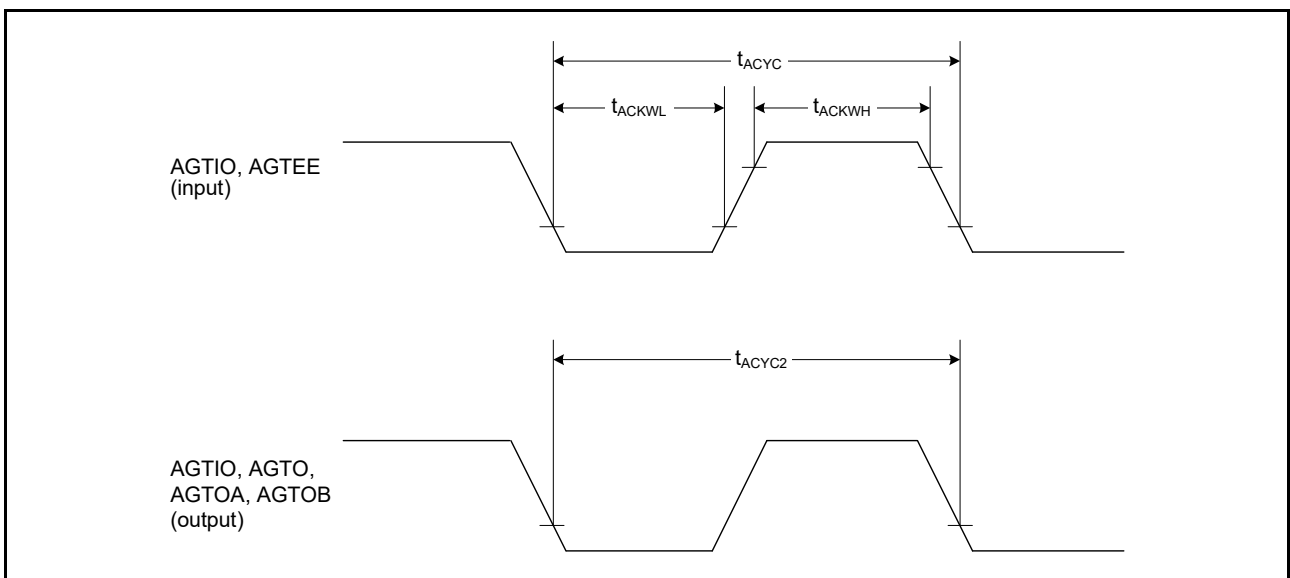 tACYC
tACKWL
tACKWH
AGTIO, AGTEE
(input)
tACYC2
AGTIO, AGTO,
AGTOA, AGTOB
(output)